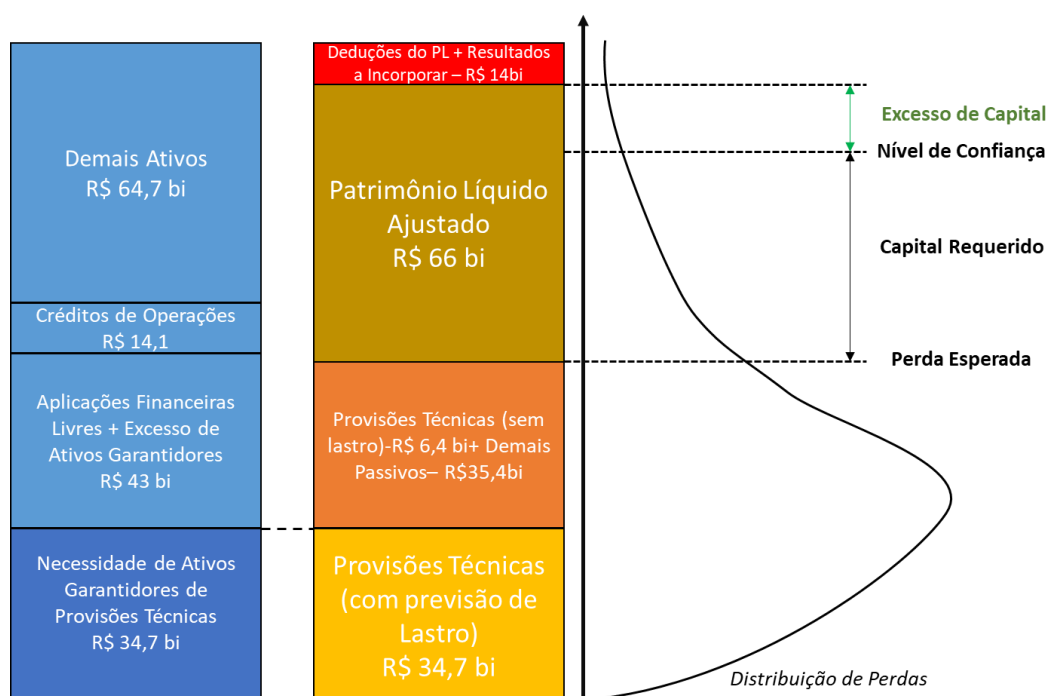 Demais Ativos
R$ 64,7 bi
Créditos de Operações
R$ 14,1
Aplicações Financeiras
Livres + Excesso de
Ativos Garantidores
R$ 43 bi
Necessidade de Ativos
Garantidores de
Provisões Técnicas
R$ 34,7 bi
Deduções do PL + Resultados
a Incorporar – R$ 14bi
Patrimônio Líquido
Ajustado
R$ 66 bi
Provisões Técnicas (sem
lastro)-R$ 6,4 bi+ Demais
Passivos– R$35,4bi
Provisões Técnicas
(com previsão de
Lastro)
R$ 34,7 bi
Excesso de Capital
Nível de Confiança
Capital Requerido
Perda Esperada
Distribuição de Perdas